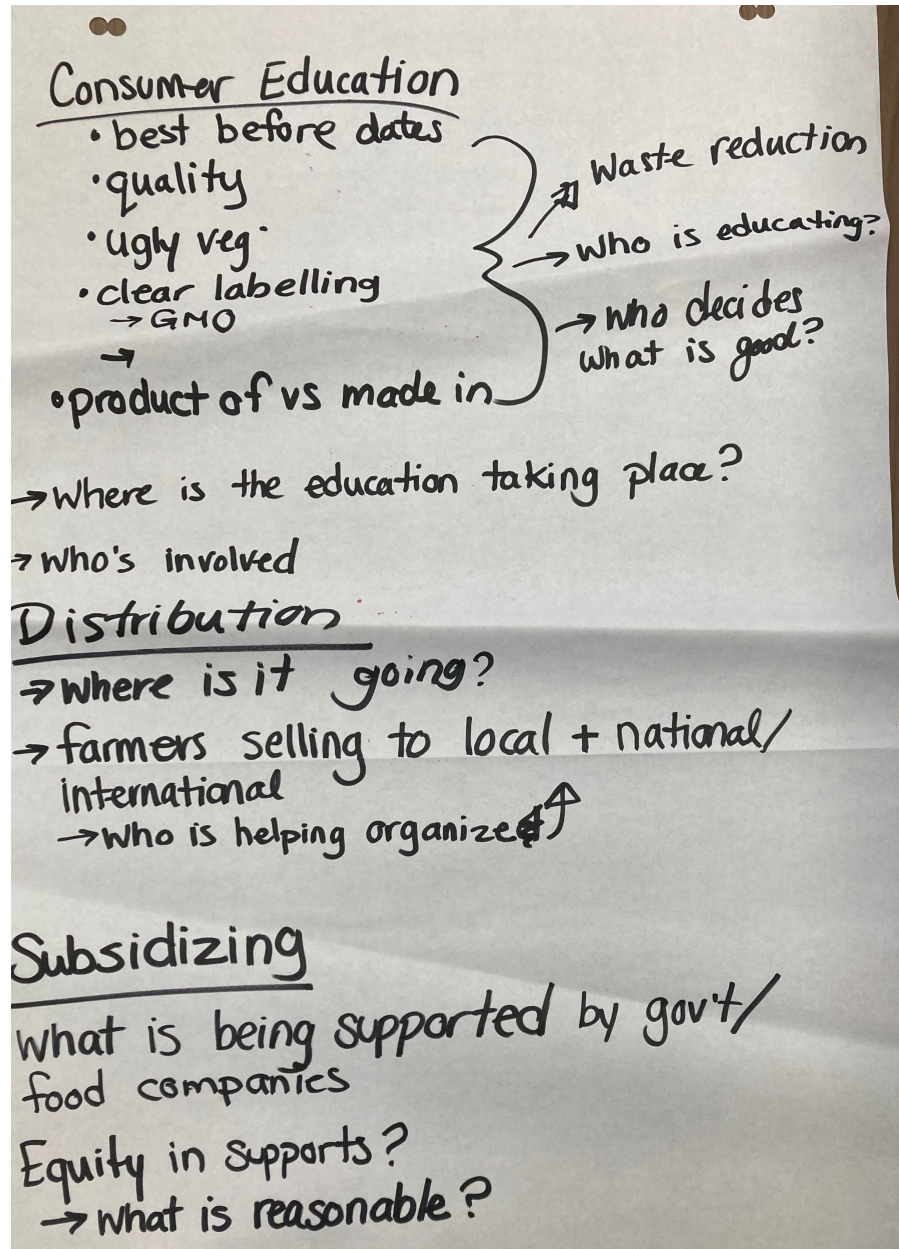 Consumer Education
• best before dates
• quality
• ugly veg
• clear labelling
→ GMO
→
• product of vs made in
Waste reduction
→ who is educating?
→ who decides
what is good?
→ Where is the education taking place?
→ who's involved
Distribution
→ where is it going?
→ farmers selling to local + national/
international
→ who is helping organize
Subsidizing
What is being supported by gov't/
food companies
Equity in supports?
→ what is reasonable?